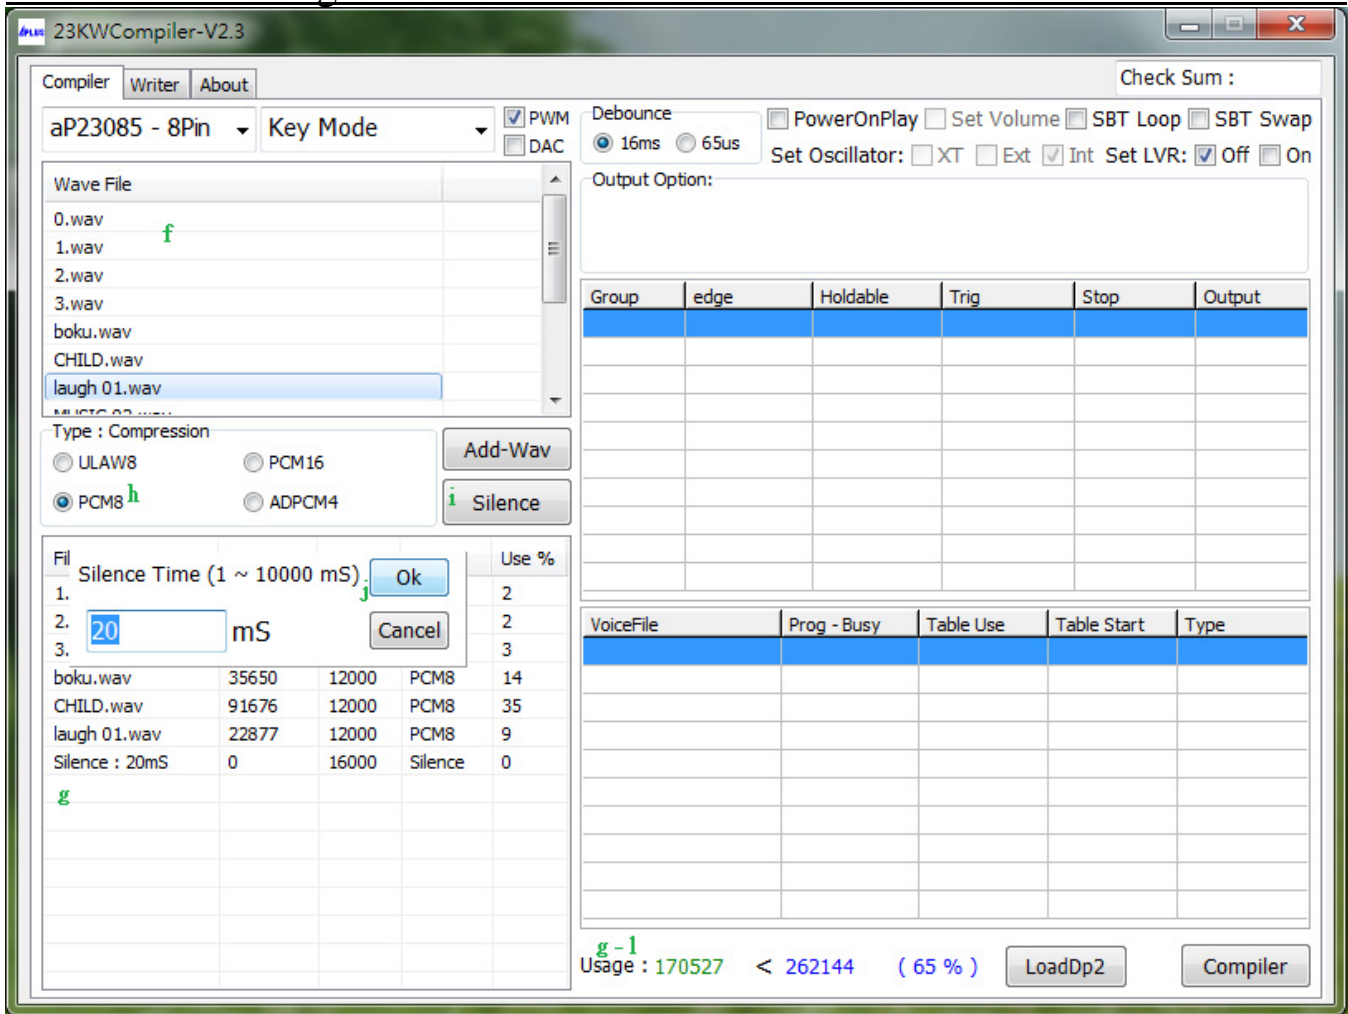 23KWCompiler-V2.3
Compiler Writer About
Check Sum :
aP23085 - 8Pin Key Mode
PWM
DAC
Debounce
16ms 65us
PowerOnPlay Set Volume SBT Loop SBT Swap
Set Oscillator: XT Ext Int Set LVR: Off On
Wave File
0.wav
f
1.wav
2.wav
3.wav
boku.wav
CHILD.wav
laugh 01.wav
Output Option:
Group edge Holdable Trig Stop Output
Type : Compression
ULAW8 PCM16
PCM8 h ADPCM4
Add-Wav
i Silence
Use %
Silence Time (1 ~ 10000 mS) j Ok
1. 2
2. 2
20 mS Cancel
3. 3
boku.wav 35650 12000 PCM8 14
CHILD.wav 91676 12000 PCM8 35
laugh 01.wav 22877 12000 PCM8 9
Silence : 20mS 0 16000 Silence 0
g
VoiceFile Prog - Busy Table Use Table Start Type
g - 1
Usage : 170527 < 262144 ( 65 % ) LoadDp2 Compiler